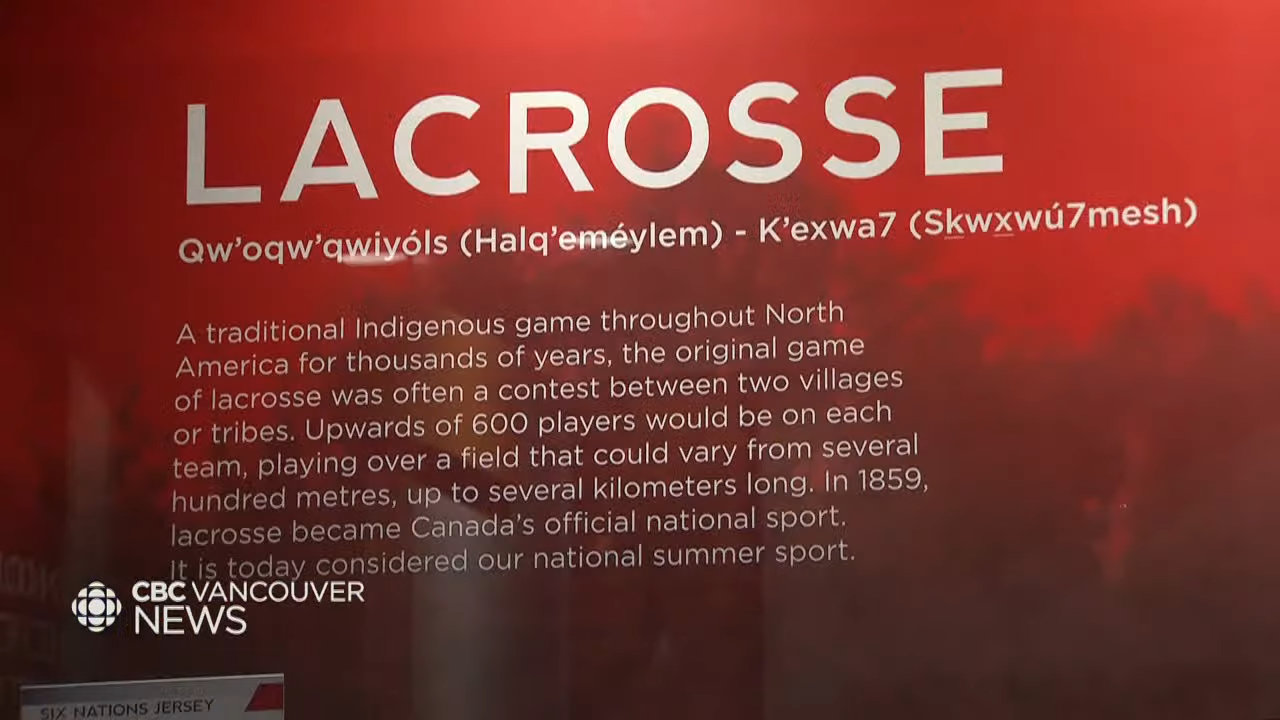 LACROSSE
Qw'oqw'qwiyóls (Halq'eméylem) - K'exwa7 (Sḵwx̱wú7mesh)
A traditional Indigenous game throughout North
America for thousands of years, the original game
of lacrosse was often a contest between two villages
or tribes. Upwards of 600 players would be on each
team, playing over a field that could vary from several
hundred metres, up to several kilometers long. In 1859,
lacrosse became Canada's official national sport.
It is today considered our national summer sport.
CBC VANCOUVER
NEWS
SIX NATIONS JERSEY